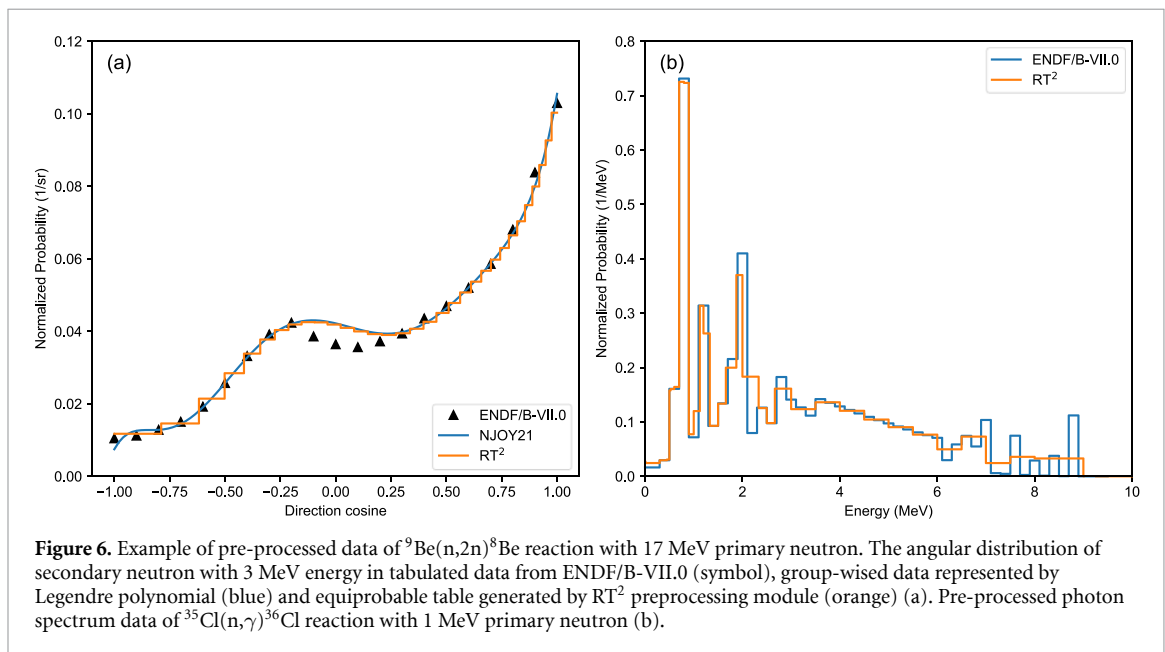 (a)
0.12
0.10
0.08
0.06
0.04
0.02
0.00
Normalized Probability (1/sr)
ENDF/B-VII.0
NJOY21
RT²
−1.00 −0.75 −0.50 −0.25 0.00 0.25 0.50 0.75 1.00
Direction cosine
(b)
0.8
0.7
0.6
0.5
0.4
0.3
0.2
0.1
0.0
Normalized Probability (1/MeV)
ENDF/B-VII.0
RT²
0 2 4 6 8 10
Energy (MeV)
Figure 6. Example of pre-processed data of ⁹Be(n,2n)⁸Be reaction with 17 MeV primary neutron. The angular distribution of
secondary neutron with 3 MeV energy in tabulated data from ENDF/B-VII.0 (symbol), group-wised data represented by
Legendre polynomial (blue) and equiprobable table generated by RT² preprocessing module (orange) (a). Pre-processed photon
spectrum data of ³⁵Cl(n,γ)³⁶Cl reaction with 1 MeV primary neutron (b).